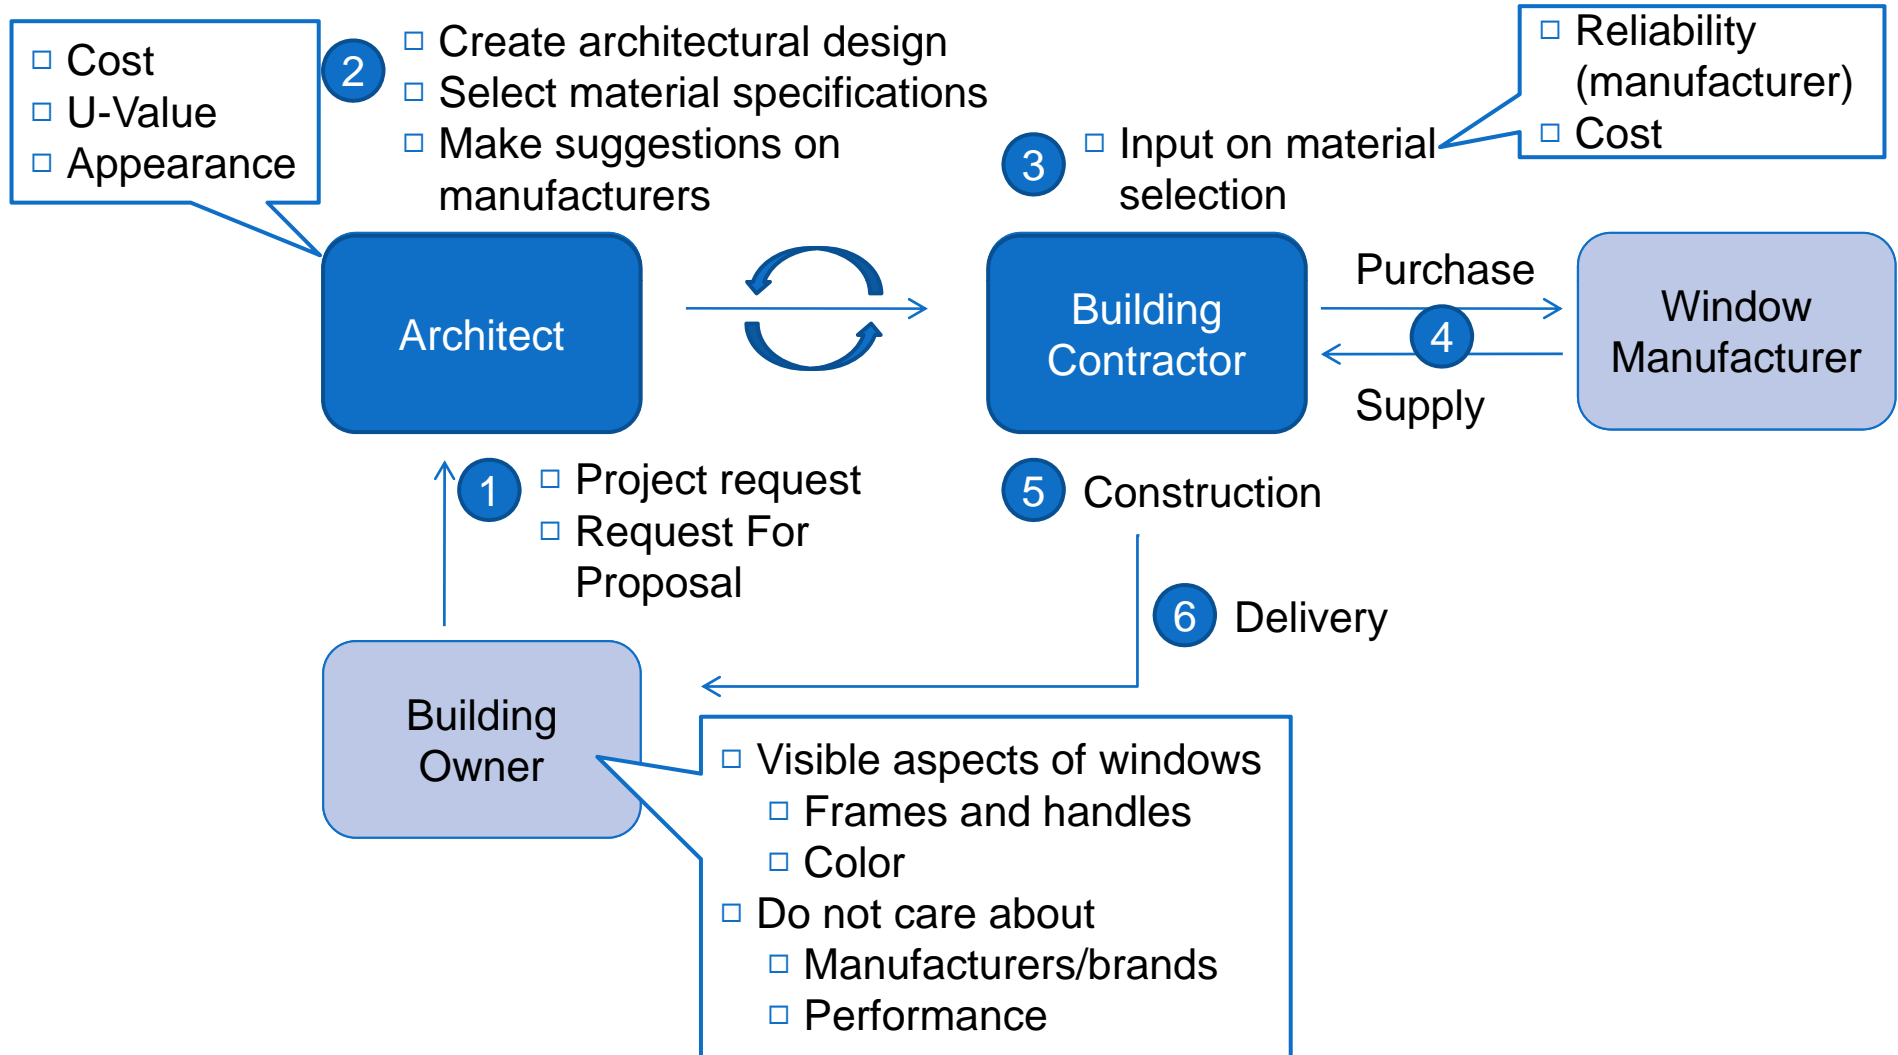 Cost
U-Value
Appearance
2
Create architectural design
Select material specifications
Make suggestions on
manufacturers
3
Input on material
selection
Reliability
(manufacturer)
Cost
Architect
Building
Contractor
Purchase
4
Supply
Window
Manufacturer
1
Project request
Request For
Proposal
5
Construction
6
Delivery
Building
Owner
Visible aspects of windows
Frames and handles
Color
Do not care about
Manufacturers/brands
Performance